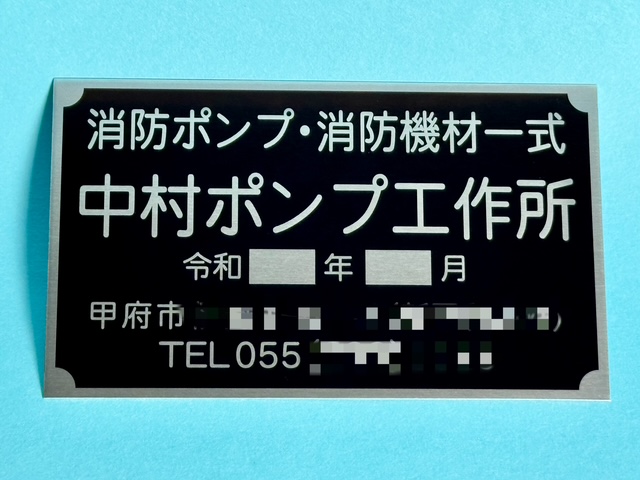 消防ポンプ・消防機材一式
中村ポンプ工作所
令和 年 月
甲府市
TEL 055